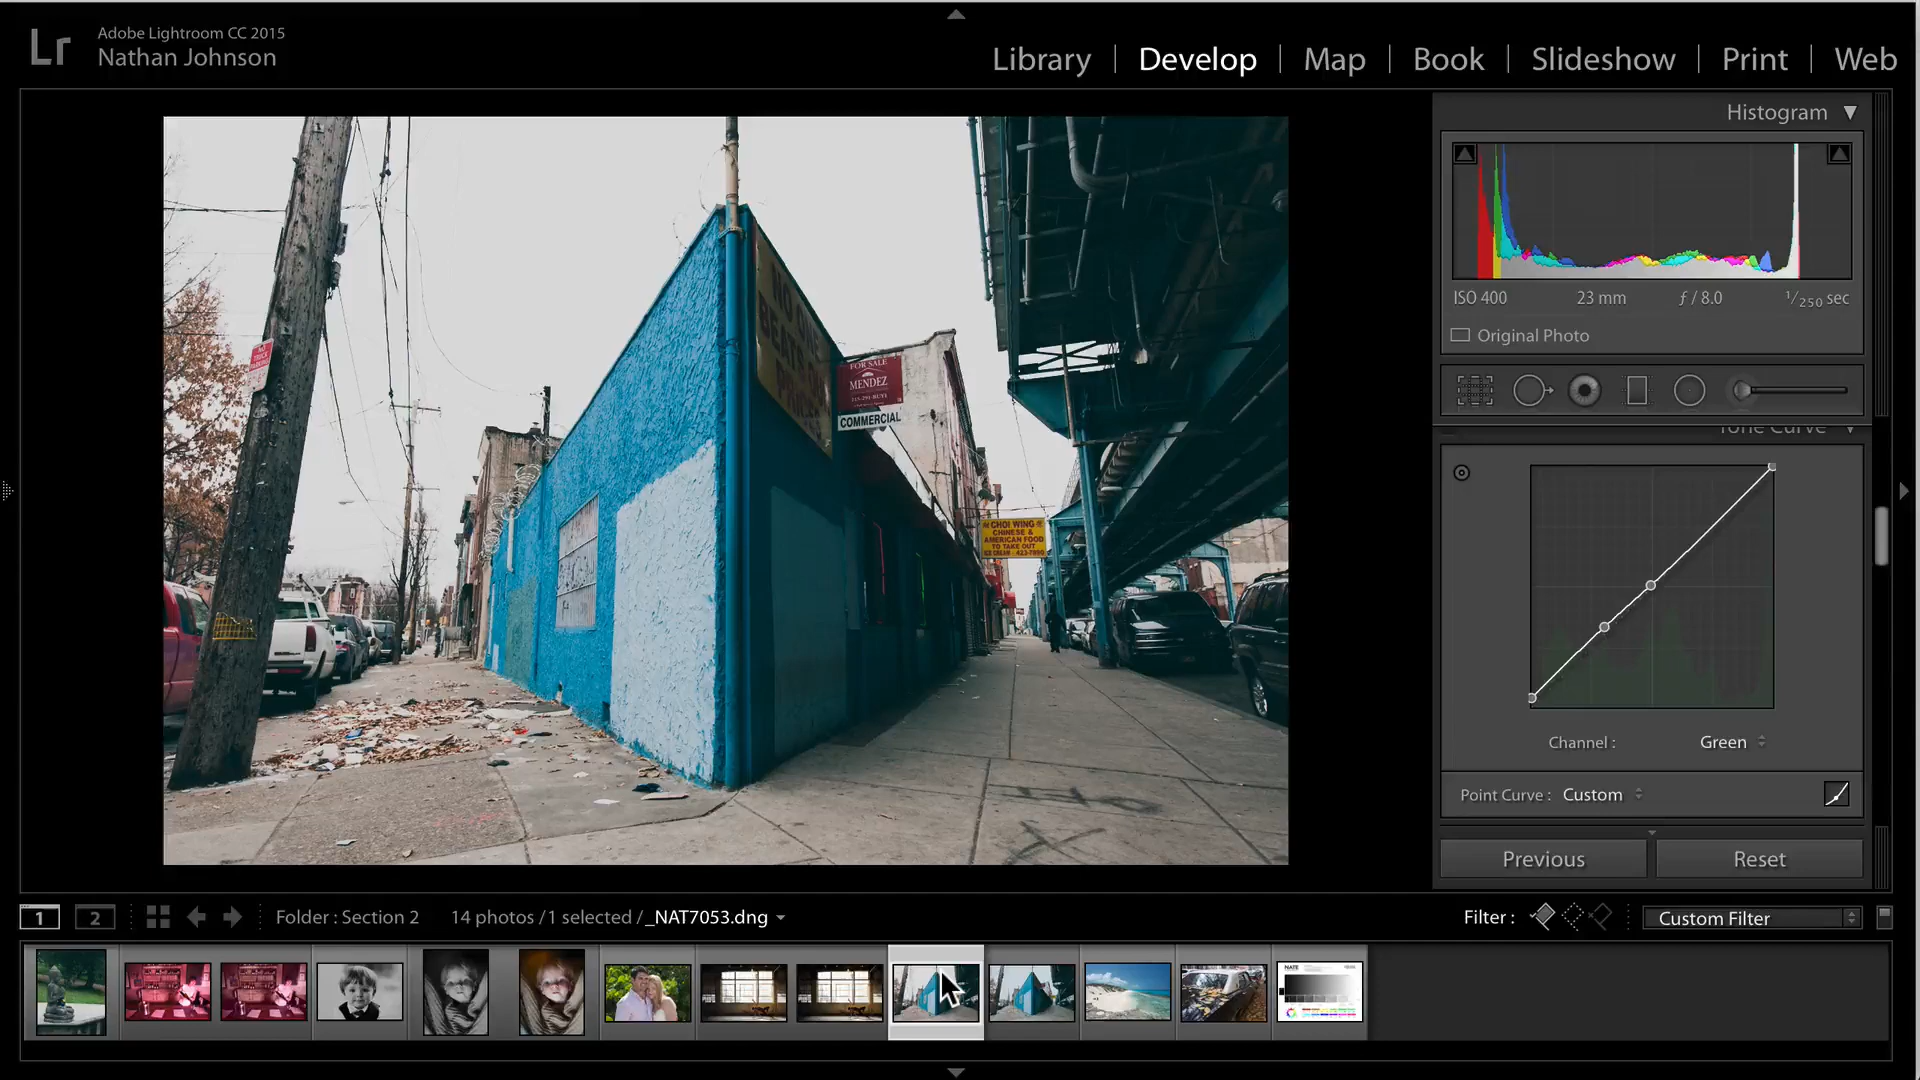 Lr
Adobe Lightroom CC 2015
Nathan Johnson
Library | Develop | Map | Book | Slideshow | Print | Web
Histogram
ISO 400 23 mm ƒ / 8.0 1/250 sec
Original Photo
Tone Curve
Channel : Green
Point Curve : Custom
Previous Reset
FOR SALE
MENDEZ
COMMERCIAL
CHOI WING
CHINESE &
AMERICAN FOOD
TO TAKE OUT
1 2 Folder : Section 2 14 photos / 1 selected / _NAT7053.dng Filter : Custom Filter